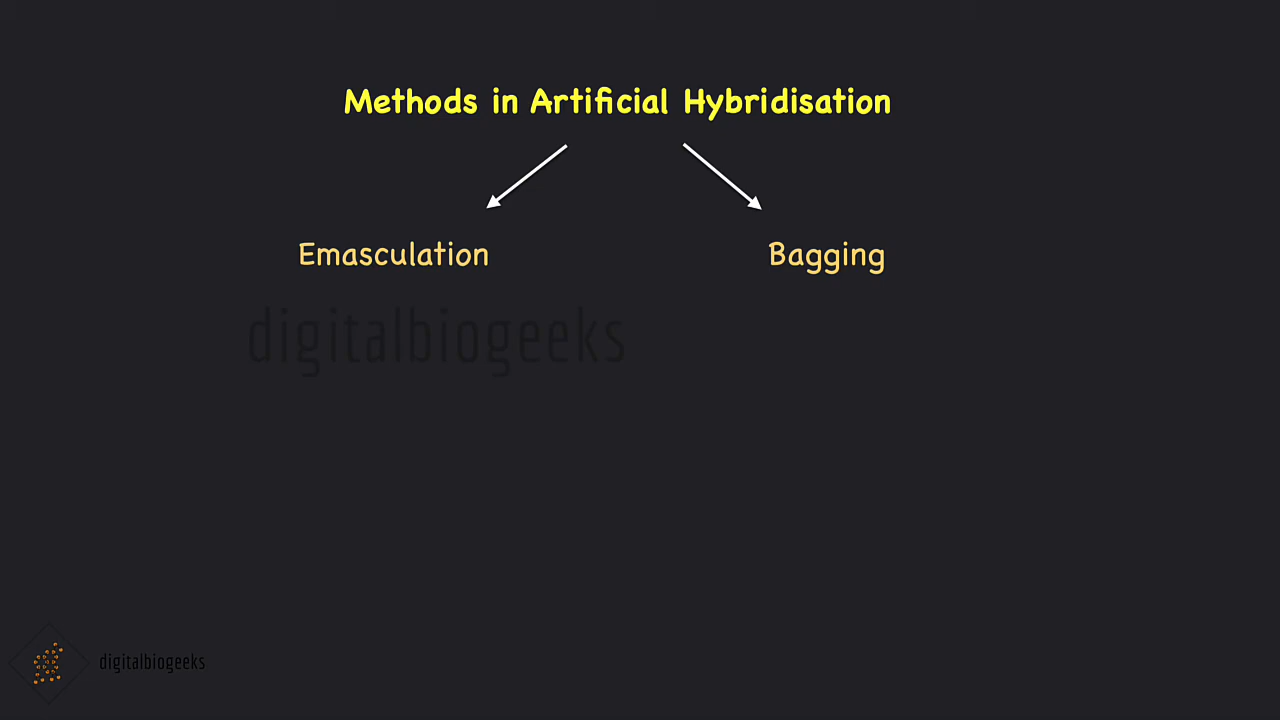 Methods in Artificial Hybridisation
Emasculation
Bagging
digitalbiogeeks
digitalbiogeeks